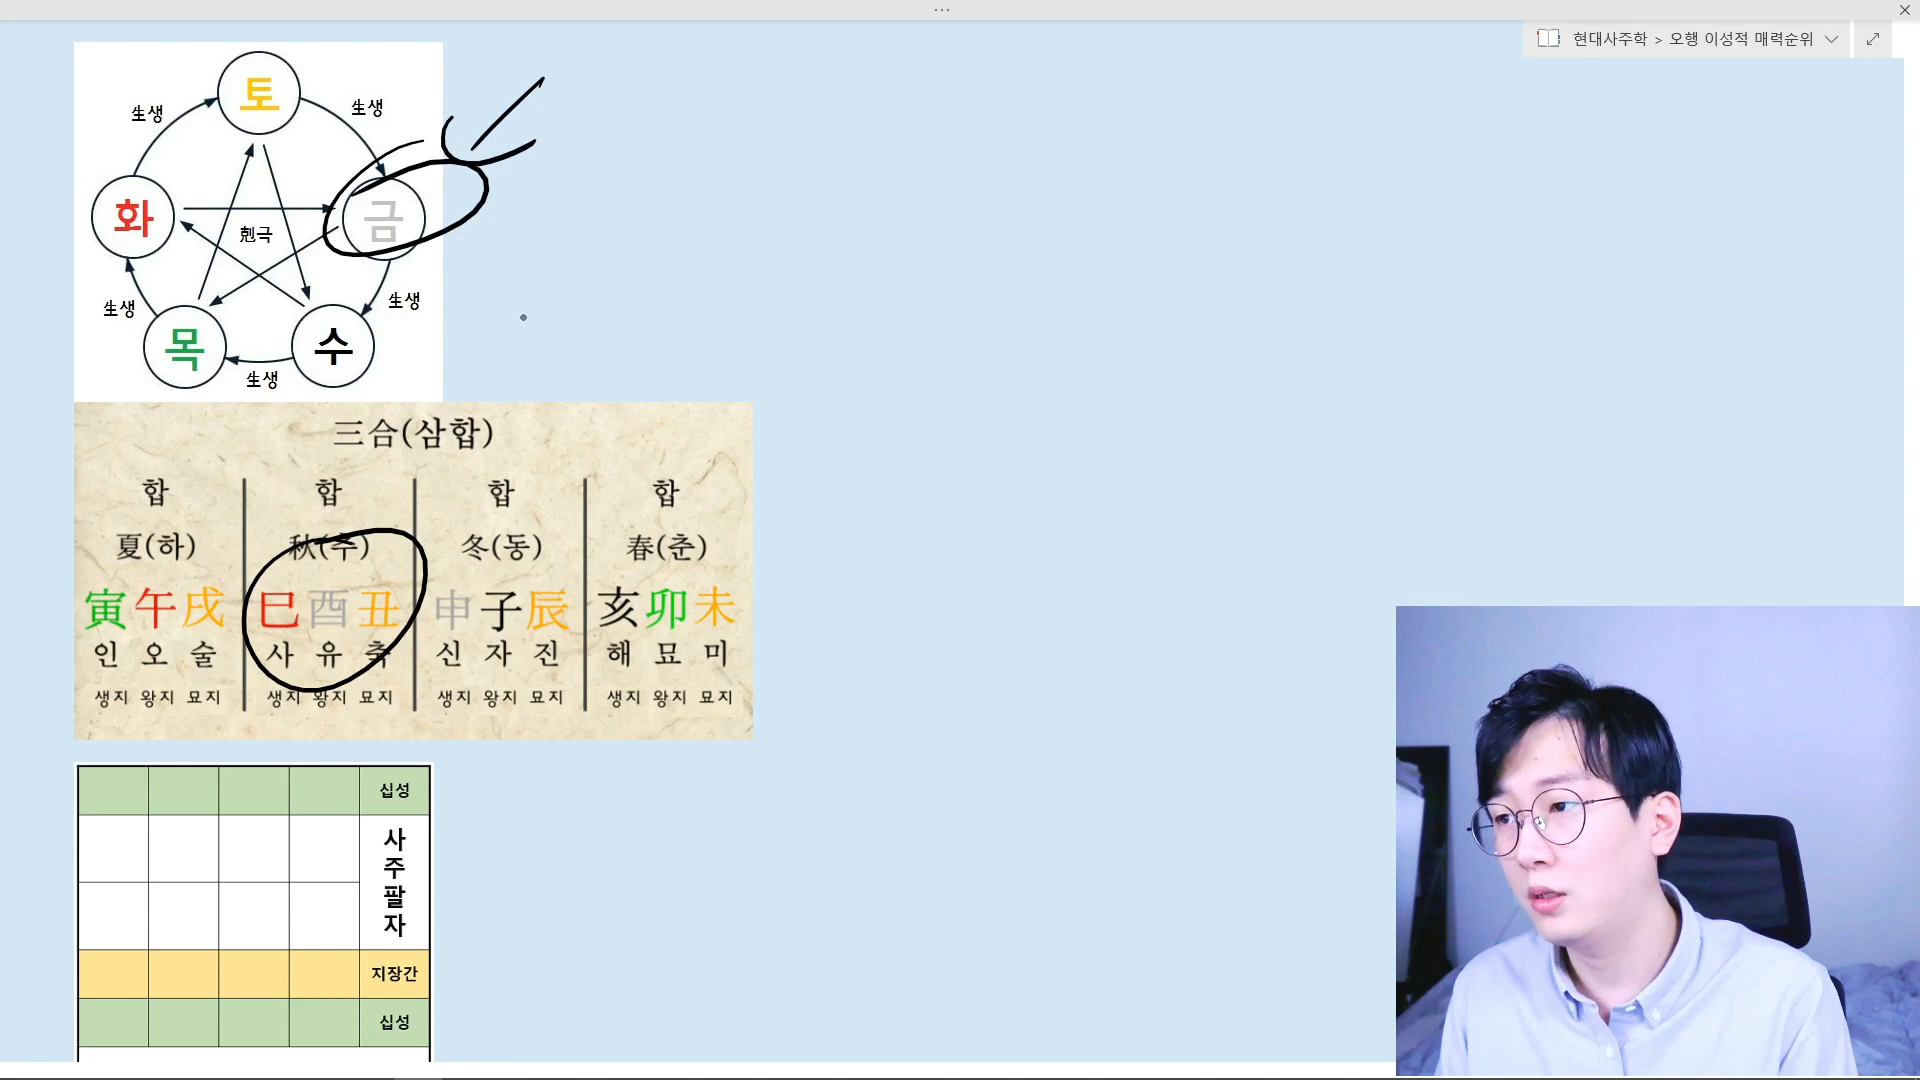 현대사주학 > 오행 이성적 매력순위
토
生생
生생
화
금
剋극
生생
生생
목
수
生생
三合(삼합)
합 합 합 합
夏(하) 秋(추) 冬(동) 春(춘)
寅午戌 巳酉丑 申子辰 亥卯未
인 오 술 사 유 축 신 자 진 해 묘 미
생지 왕지 묘지 생지 왕지 묘지 생지 왕지 묘지 생지 왕지 묘지
십성
사
주
팔
자
지장간
십성